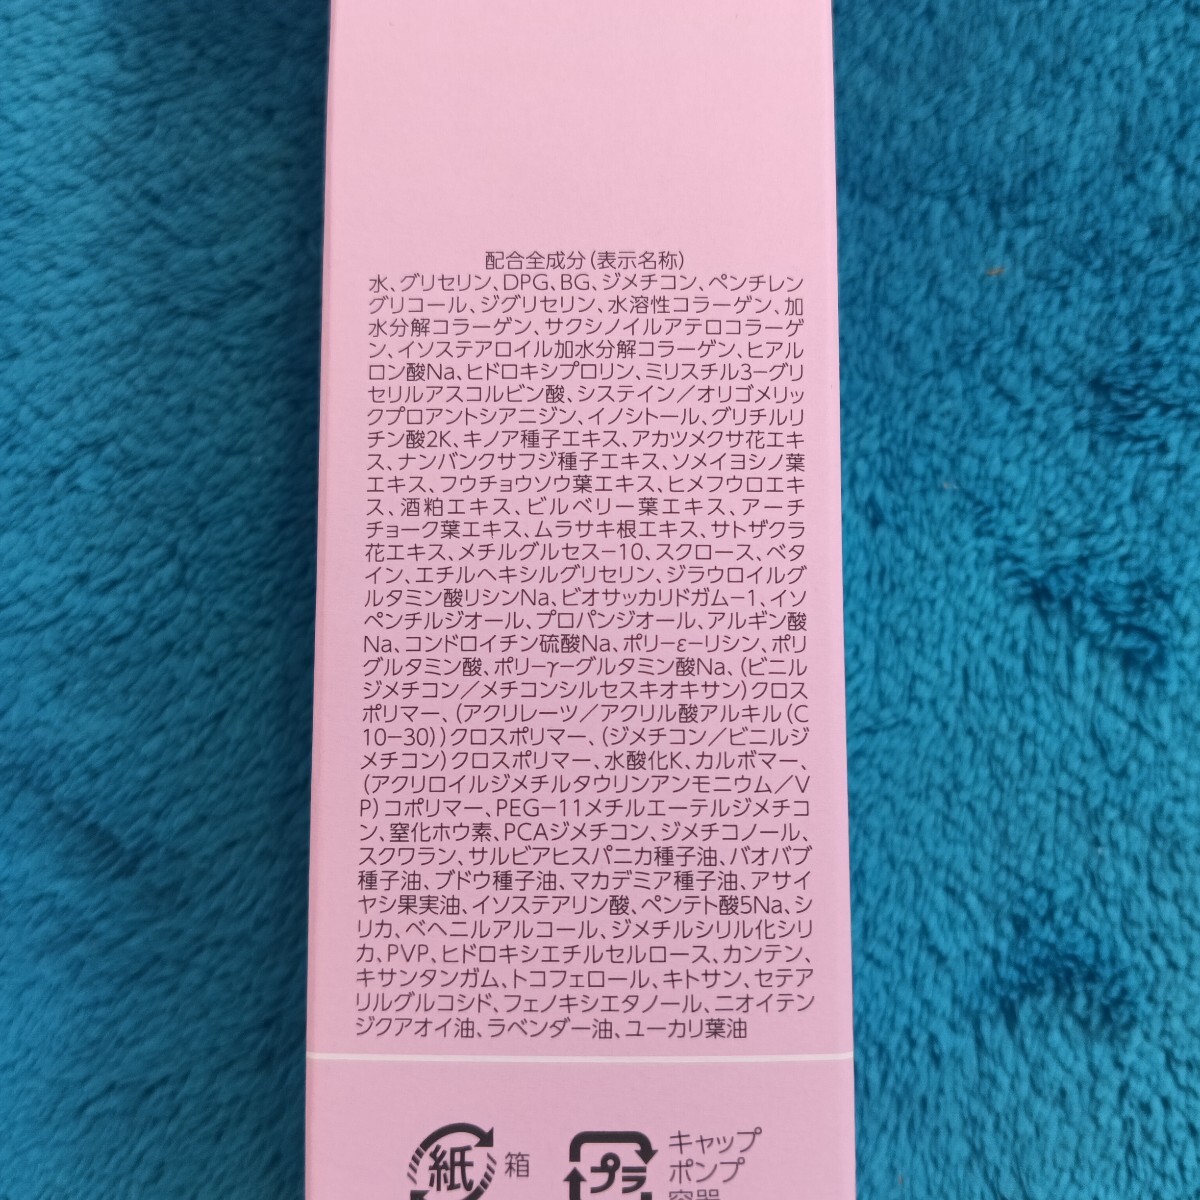 配合全成分(表示名称)
水、グリセリン、DPG、BG、ジメチコン、ペンチレン
グリコール、ジグリセリン、水溶性コラーゲン、加
水分解コラーゲン、サクシノイルアテロコラーゲ
ン、イソステアロイル加水分解コラーゲン、ヒアル
ロン酸Na、ヒドロキシプロリン、ミリスチル3-グリ
セリルアスコルビン酸、システイン/オリゴメリッ
クプロアントシアニジン、イノシトール、グリチルリ
チン酸2K、キノア種子エキス、アカツメクサ花エキ
ス、ナンバンクサフジ種子エキス、ソメイヨシノ葉
エキス、フウチョウソウ葉エキス、ヒメフウロエキ
ス、酒粕エキス、ビルベリー葉エキス、アーチ
チョーク葉エキス、ムラサキ根エキス、サトザクラ
花エキス、メチルグルセス-10、スクロース、ベタ
イン、エチルヘキシルグリセリン、ジラウロイルグ
ルタミン酸リシンNa、ビオサッカリドガム-1、イソ
ペンチルジオール、プロパンジオール、アルギン酸
Na、コンドロイチン硫酸Na、ポリ-ε-リシン、ポリ
グルタミン酸、ポリ-γ-グルタミン酸Na、(ビニル
ジメチコン/メチコンシルセスキオキサン)クロス
ポリマー、(アクリレーツ/アクリル酸アルキル(C
10-30))クロスポリマー、(ジメチコン/ビニルジ
メチコン)クロスポリマー、水酸化K、カルボマー、
(アクリロイルジメチルタウリンアンモニウム/V
P)コポリマー、PEG-11メチルエーテルジメチコ
ン、窒化ホウ素、PCAジメチコン、ジメチコノール、
スクワラン、サルビアヒスパニカ種子油、バオバブ
種子油、ブドウ種子油、マカデミア種子油、アサイ
ヤシ果実油、イソステアリン酸、ペンテト酸5Na、シ
リカ、ベヘニルアルコール、ジメチルシリル化シリ
カ、PVP、ヒドロキシエチルセルロース、カンテン、
キサンタンガム、トコフェロール、キトサン、セテア
リルグルコシド、フェノキシエタノール、ニオイテン
ジクアオイ油、ラベンダー油、ユーカリ葉油
紙 箱
プラ
キャップ
ポンプ
容器